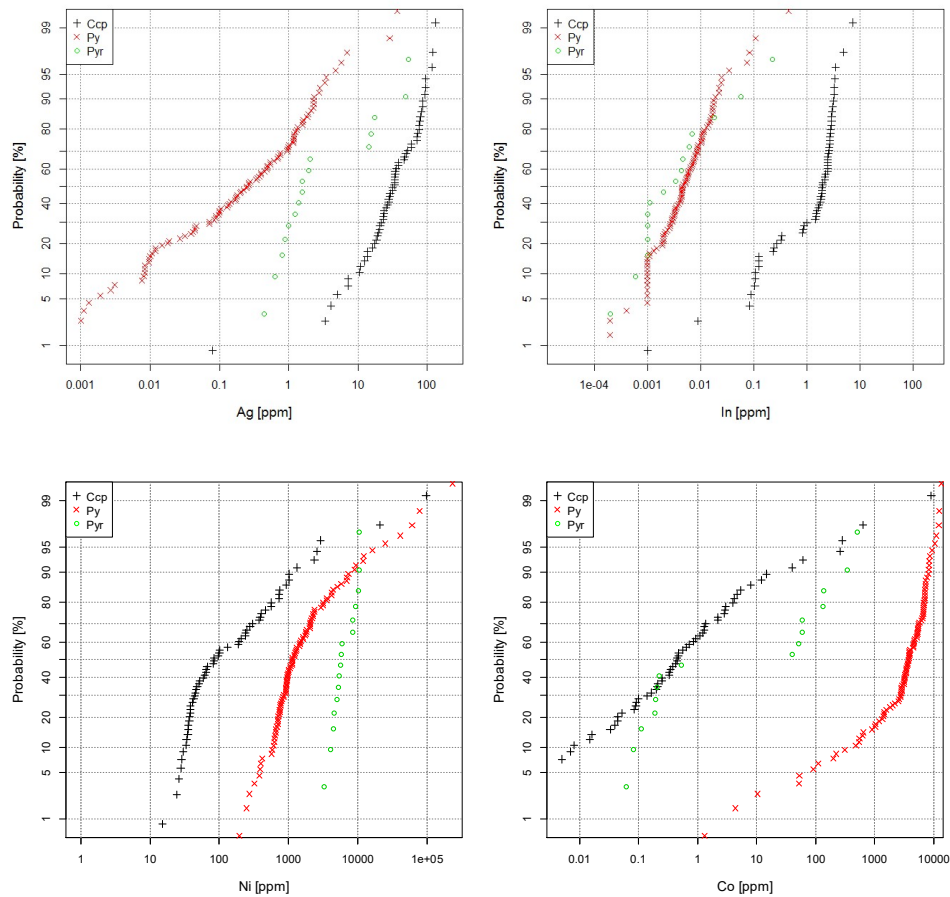 Ccp
Py
Pyr
Probability [%]
99
95
90
80
60
40
20
10
5
1
0.001 0.01 0.1 1 10 100
Ag [ppm]
Ccp
Py
Pyr
Probability [%]
99
95
90
80
60
40
20
10
5
1
1e-04 0.001 0.01 0.1 1 10 100
In [ppm]
Ccp
Py
Pyr
Probability [%]
99
95
90
80
60
40
20
10
5
1
1 10 100 1000 10000 1e+05
Ni [ppm]
Ccp
Py
Pyr
Probability [%]
99
95
90
80
60
40
20
10
5
1
0.01 0.1 1 10 100 1000 10000
Co [ppm]